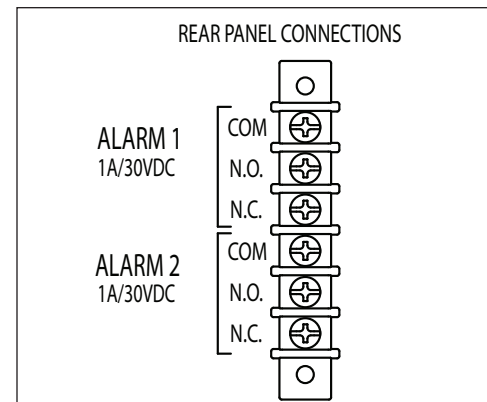 REAR PANEL CONNECTIONS
ALARM 1
1A/30VDC
COM
N.O.
N.C.
ALARM 2
1A/30VDC
COM
N.O.
N.C.